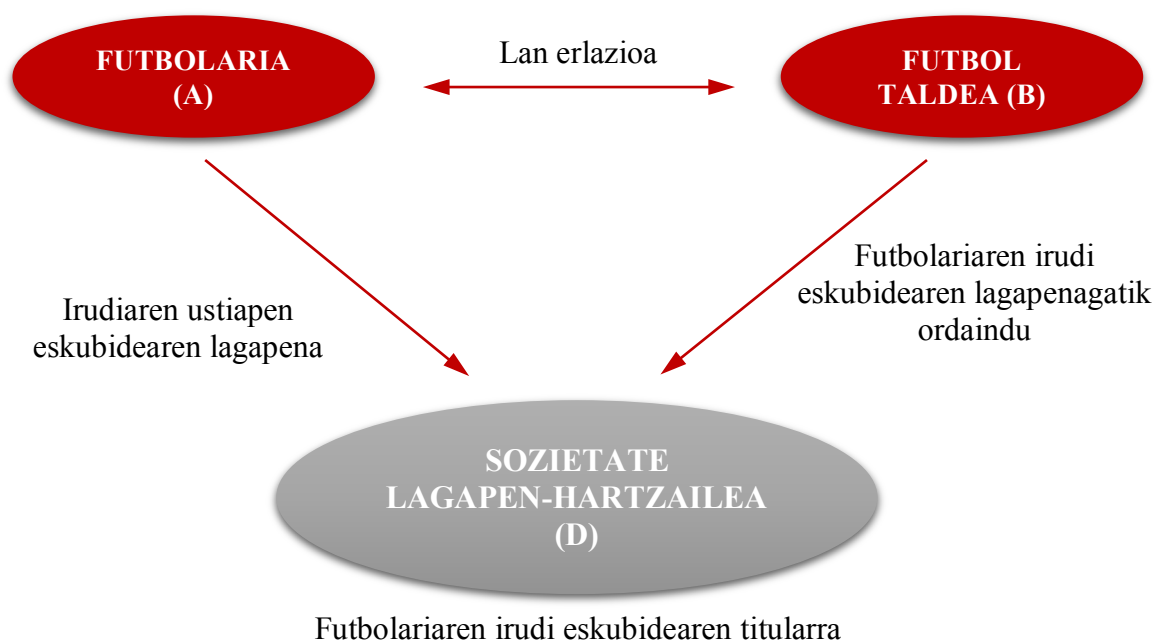 FUTBOLARIA
(A)
Lan erlazioa
FUTBOL
TALDEA (B)
Irudiaren ustiapen
eskubidearen lagapena
Futbolariaren irudi
eskubidearen lagapenagatik
ordaindu
SOZIETATE
LAGAPEN-HARTZAILEA
(D)
Futbolariaren irudi eskubidearen titularra